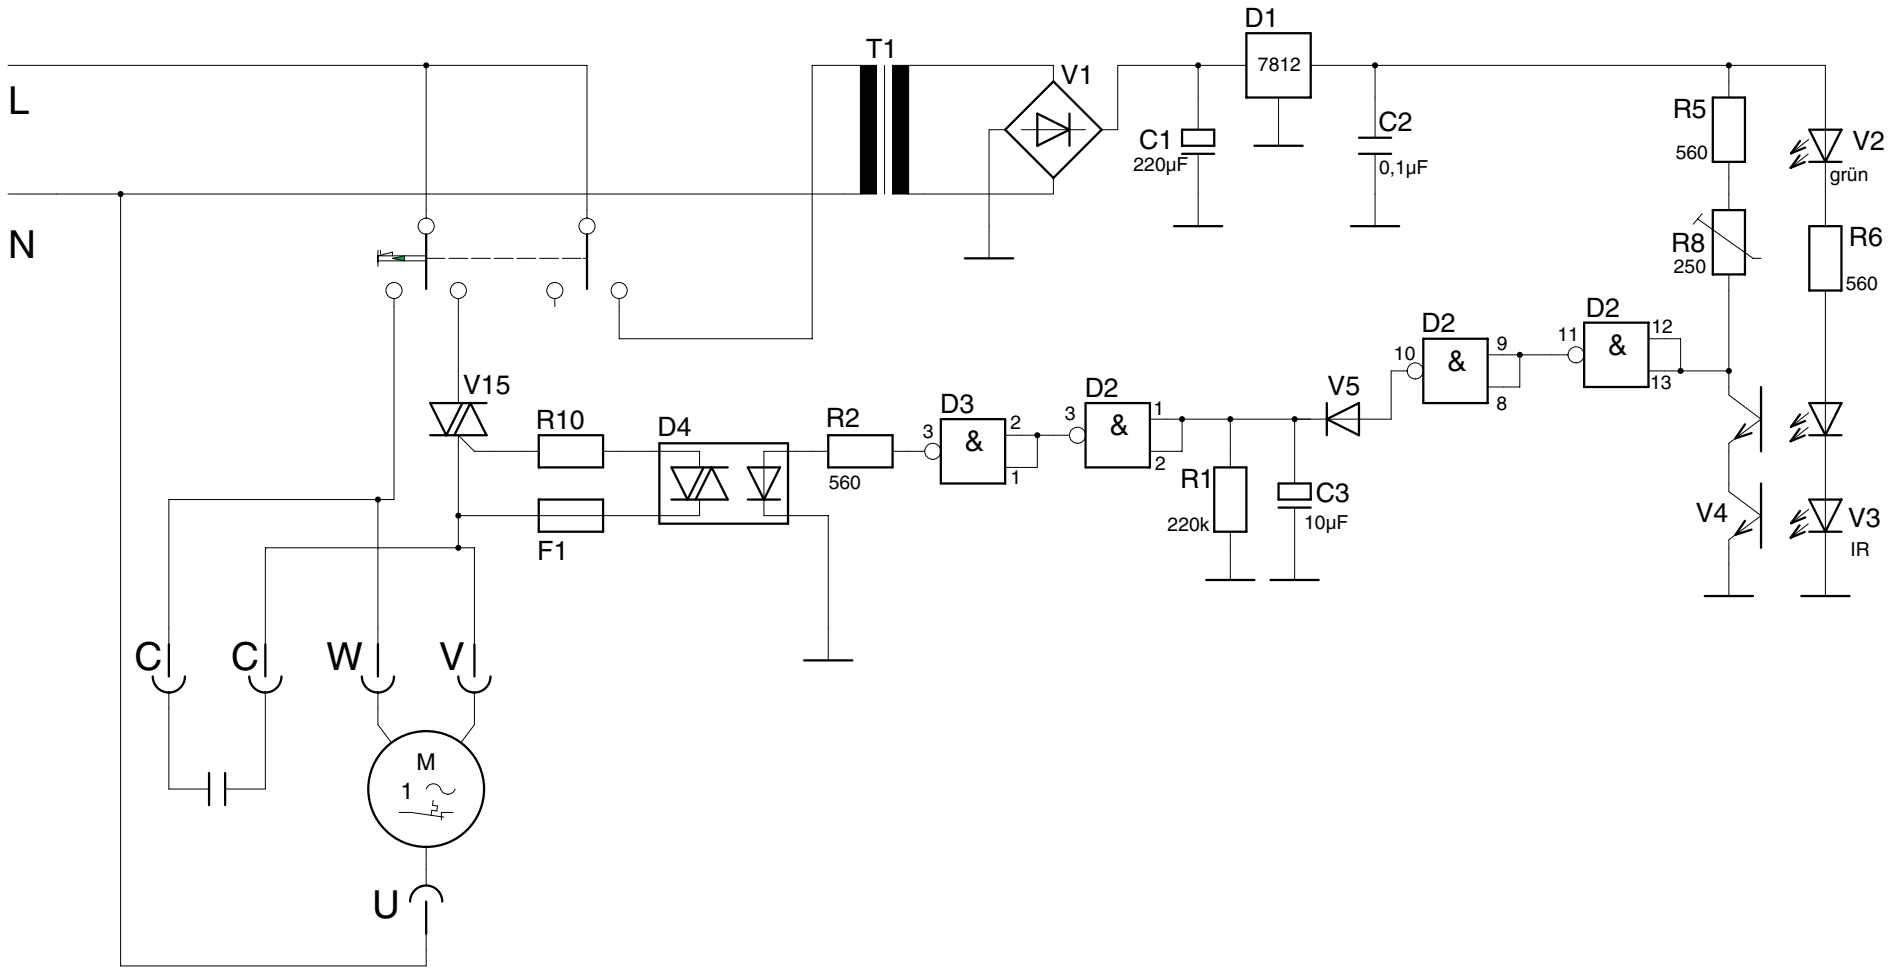 D1
T1
V1
7812
L
C1
220µF
C2
0,1µF
R5
560
V2
grün
N
R8
250
R6
560
D2
10
&
9
8
D2
11
&
12
13
V15
R10
D4
R2
560
D3
3
&
2
1
D2
3
&
1
2
V5
R1
220k
C3
10µF
F1
V4
V3
IR
C
C
W
V
M
1
U